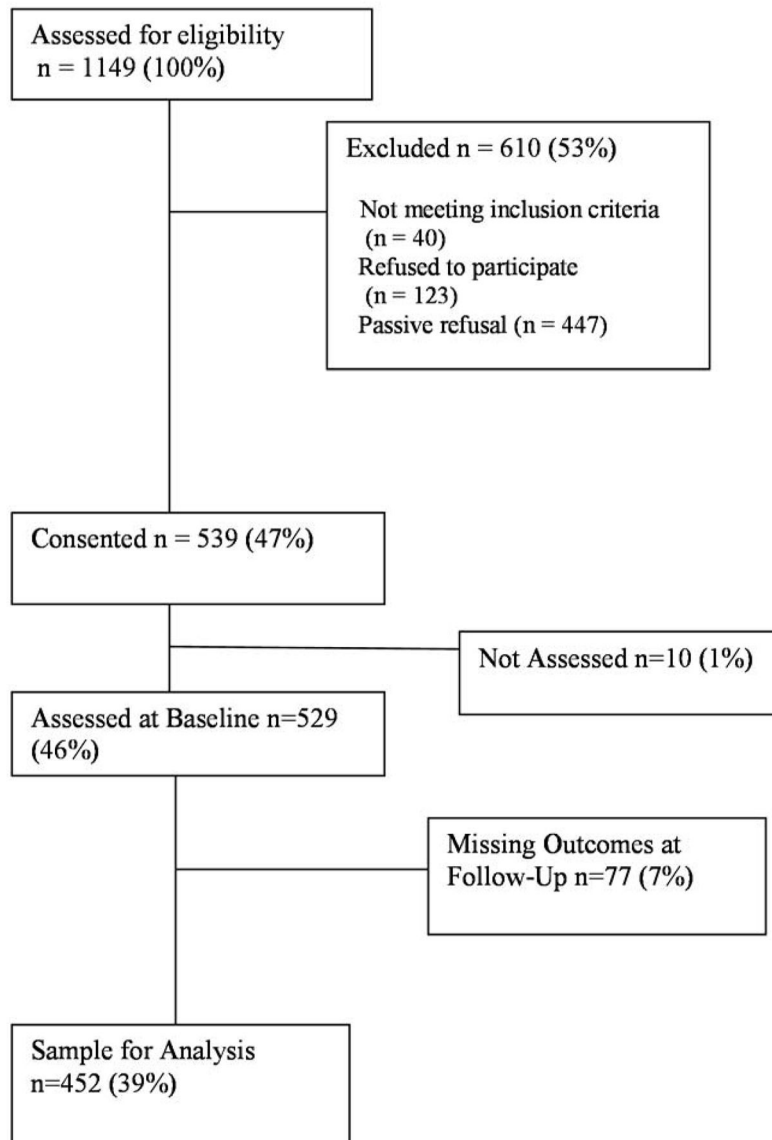 Assessed for eligibility
n = 1149 (100%)
Excluded n = 610 (53%)
Not meeting inclusion criteria
(n = 40)
Refused to participate
(n = 123)
Passive refusal (n = 447)
Consented n = 539 (47%)
Not Assessed n=10 (1%)
Assessed at Baseline n=529
(46%)
Missing Outcomes at
Follow-Up n=77 (7%)
Sample for Analysis
n=452 (39%)